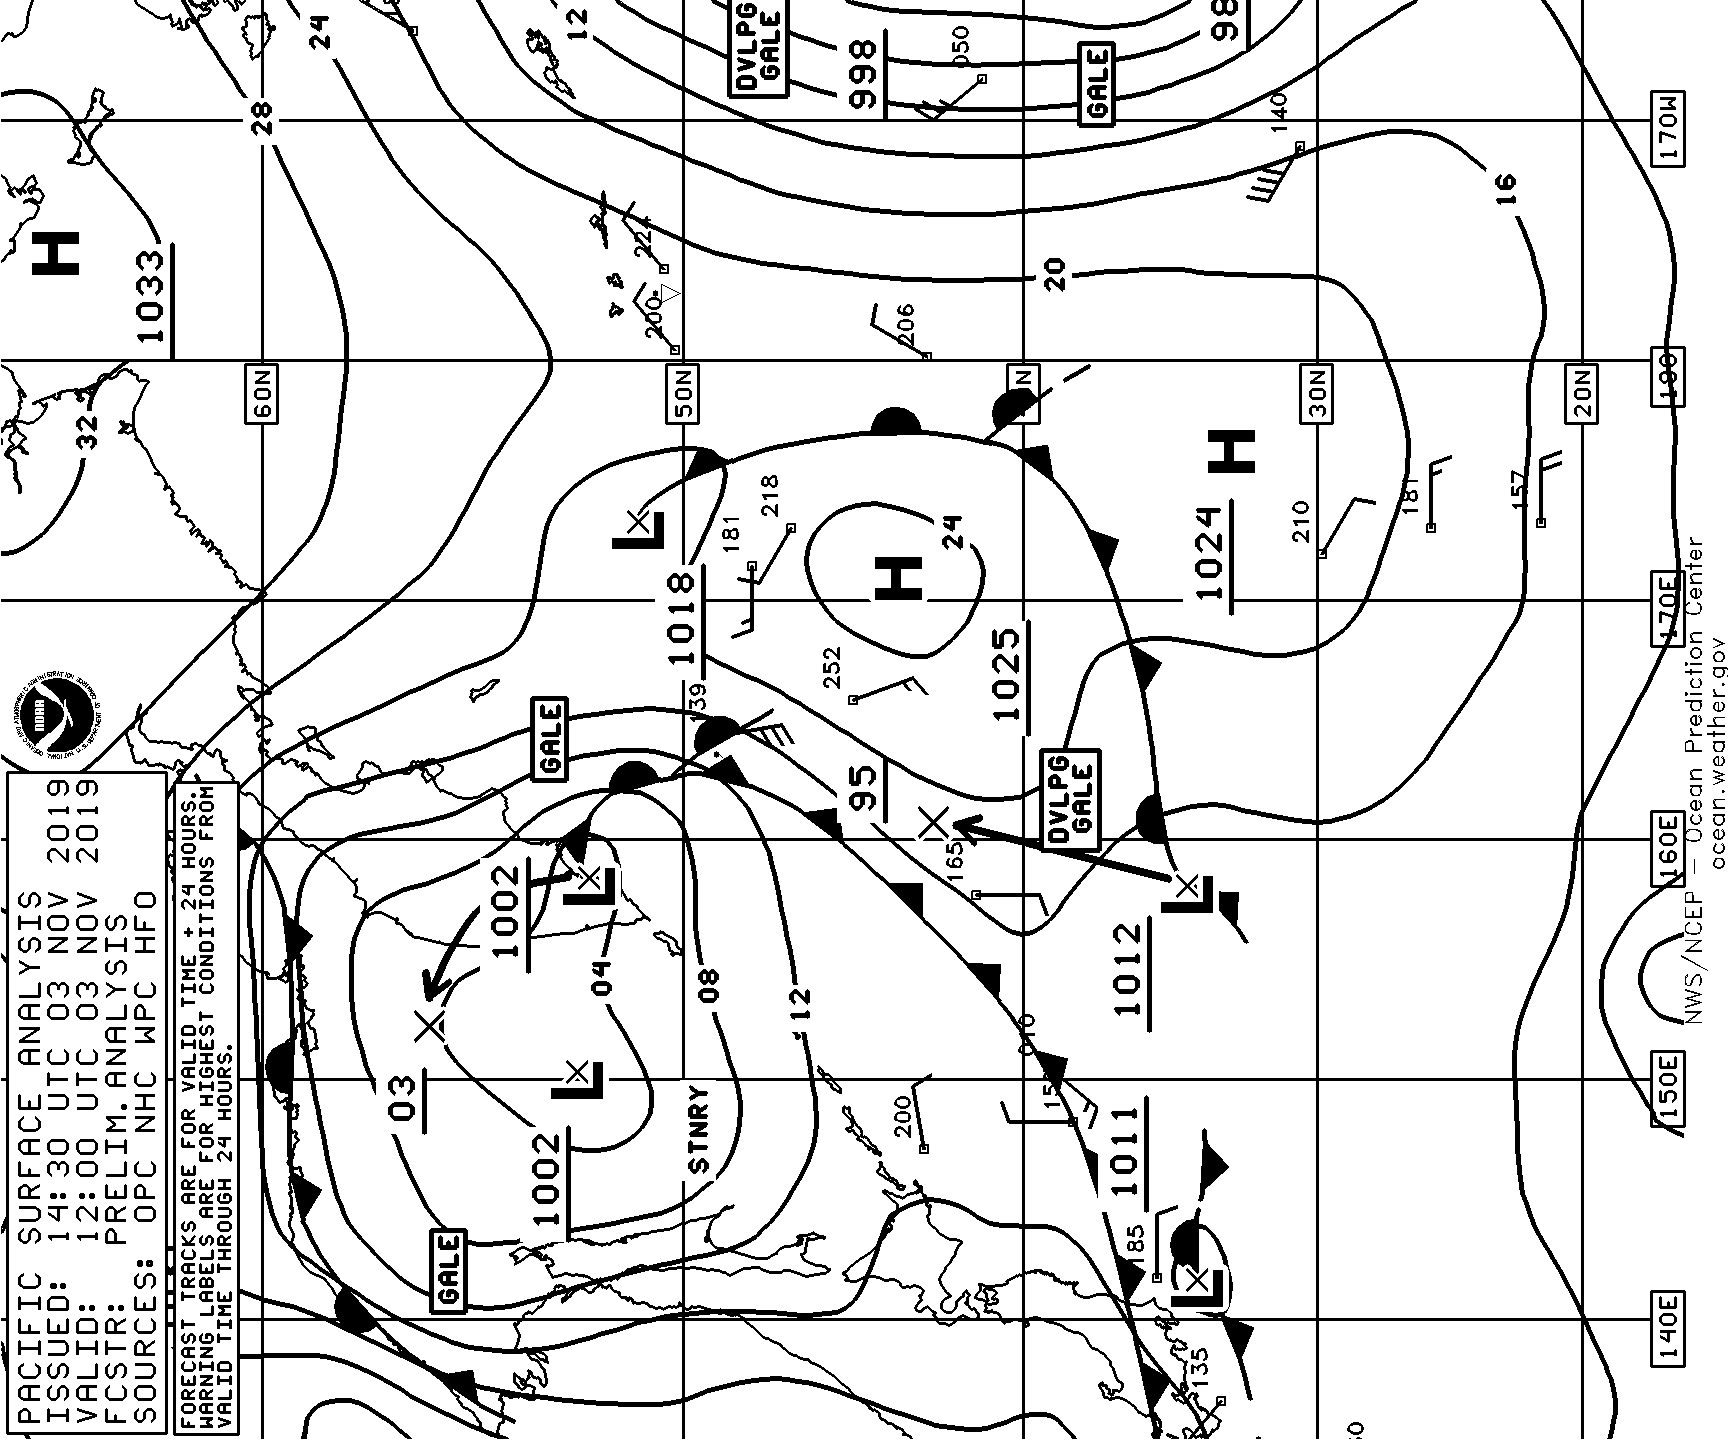 PACIFIC SURFACE ANALYSIS
ISSUED: 14:30 UTC 03 NOV 2019
VALID: 12:00 UTC 03 NOV 2019
FCSTR: PRELIM.ANALYSIS
SOURCES: OPC NHC WPC HFO
FORECAST TRACKS ARE FOR VALID TIME + 24 HOURS.
WARNING LABELS ARE FOR HIGHEST CONDITIONS FROM
VALID TIME THROUGH 24 HOURS.
H
1033
32
28
24
12
DVLPG
GALE
998
050
GALE
98
140
170W
16
20
224
200
206
60N
50N
N
30N
20N
180
L
1018
181
218
H
24
1025
H
1024
210
181
157
170E
252
139
GALE
95
165
DVLPG
GALE
160E
1002
L
03
L
1002
04
08
12
STNRY
GALE
L
1012
200
1011
185
L
135
150E
140E
NWS/NCEP – Ocean Prediction Center
ocean.weather.gov